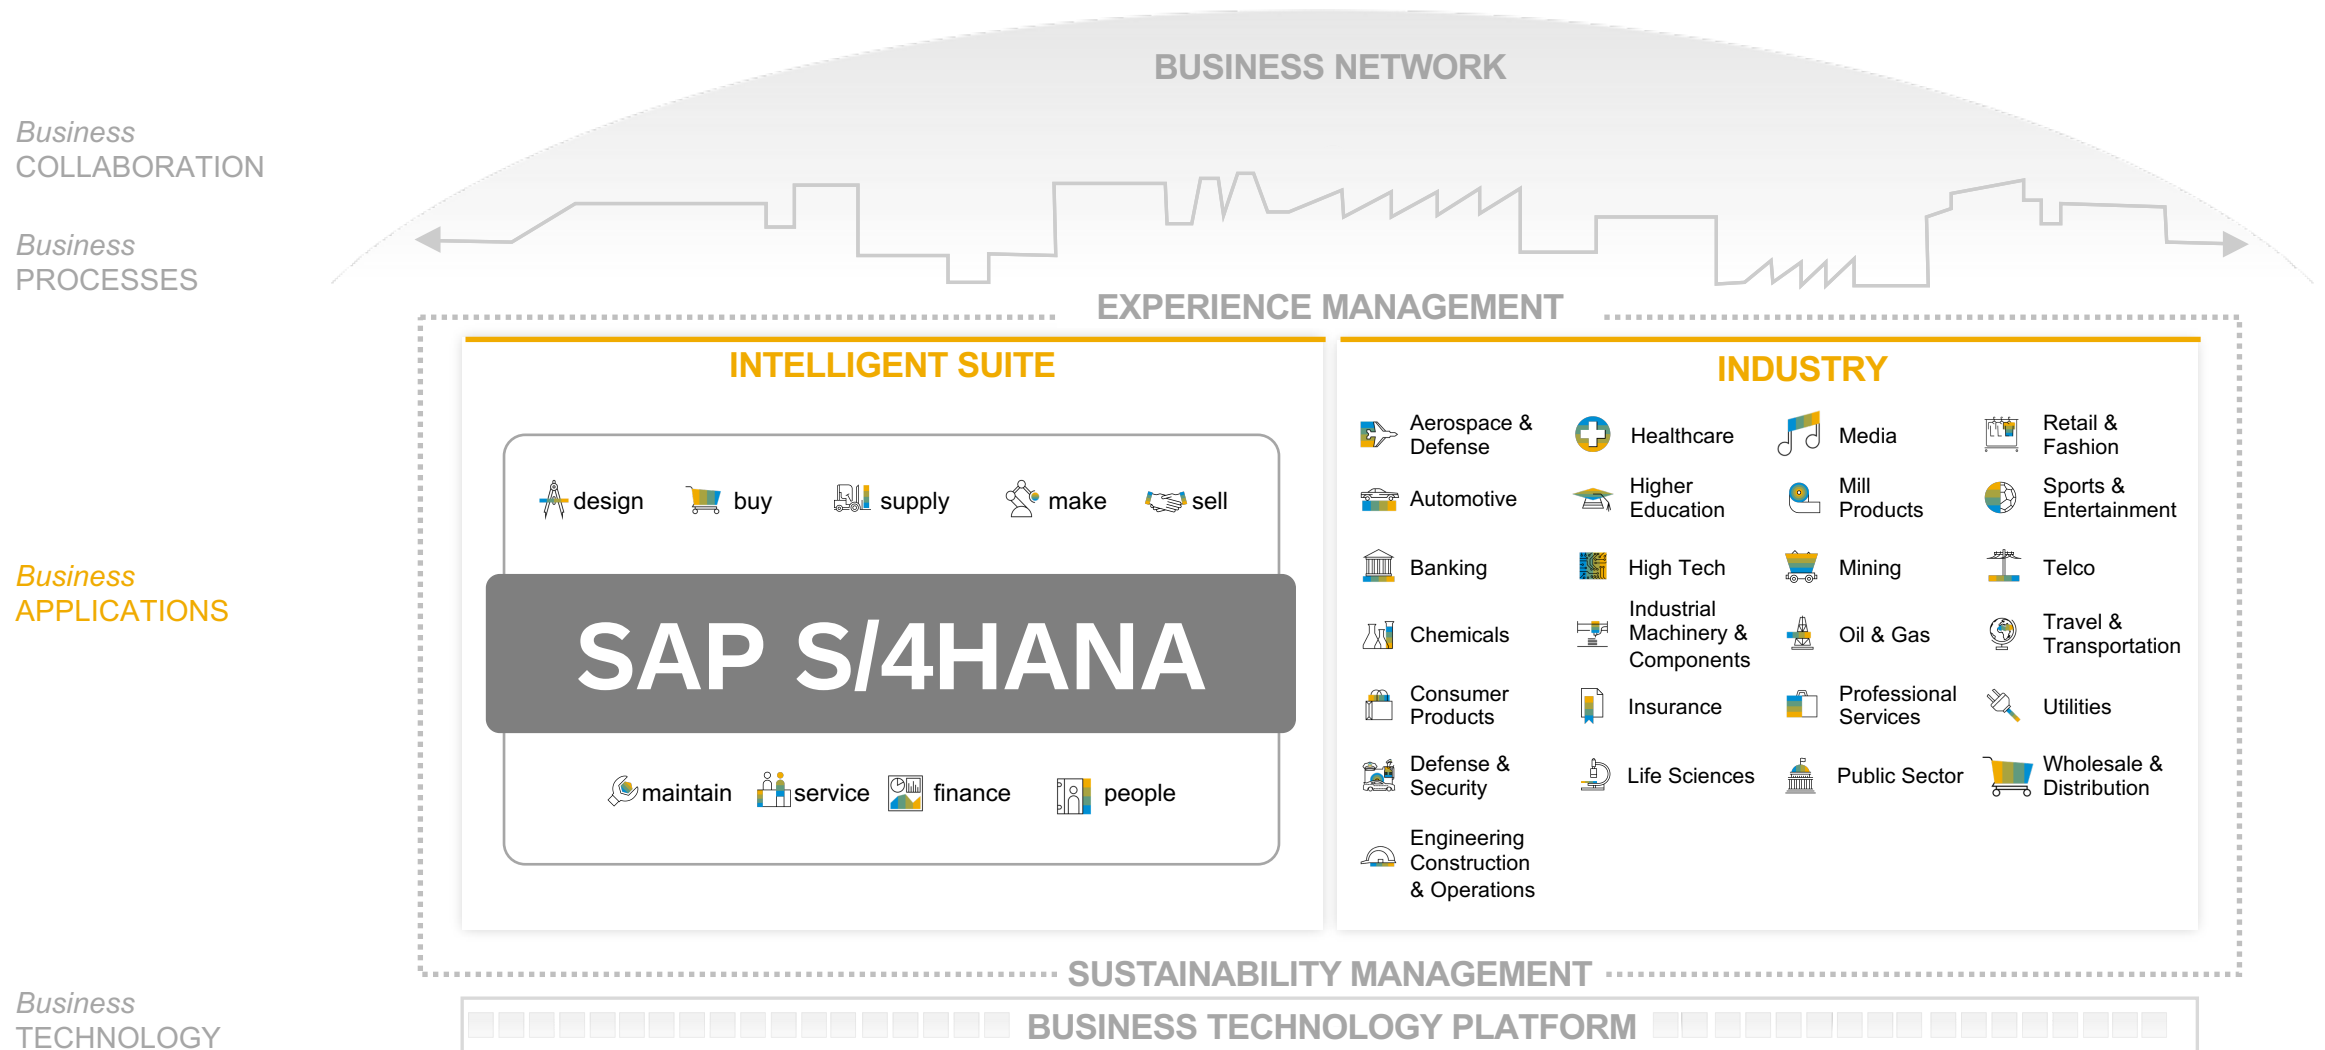 BUSINESS NETWORK
Business
COLLABORATION
Business
PROCESSES
EXPERIENCE MANAGEMENT
INTELLIGENT SUITE
design
buy
supply
make
sell
SAP S/4HANA
maintain
service
finance
people
INDUSTRY
Aerospace &
Defense
Healthcare
Media
Retail &
Fashion
Automotive
Higher
Education
Mill
Products
Sports &
Entertainment
Banking
High Tech
Mining
Telco
Chemicals
Industrial
Machinery &
Components
Oil & Gas
Travel &
Transportation
Consumer
Products
Insurance
Professional
Services
Utilities
Defense &
Security
Life Sciences
Public Sector
Wholesale &
Distribution
Engineering
Construction
& Operations
Business
APPLICATIONS
SUSTAINABILITY MANAGEMENT
Business
TECHNOLOGY
BUSINESS TECHNOLOGY PLATFORM